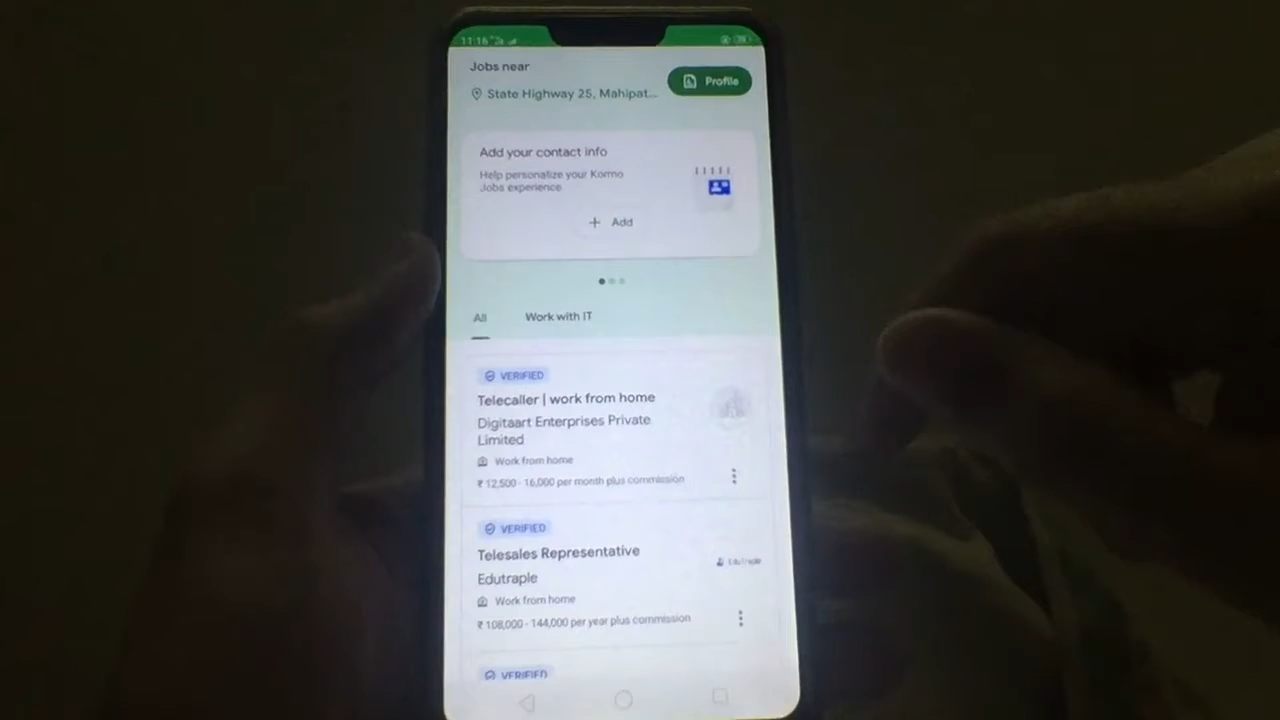 11:16
Jobs near
Profile
State Highway 25, Mahipat...
Add your contact info
Help personalize your Kormo
Jobs experience
+ Add
All
Work with IT
VERIFIED
Telecaller | work from home
Digitaart Enterprises Private
Limited
Work from home
₹ 12,500 - 16,000 per month plus commission
VERIFIED
Telesales Representative
Edutraple
Edutraple
Work from home
₹ 108,000 - 144,000 per year plus commission
VERIFIED